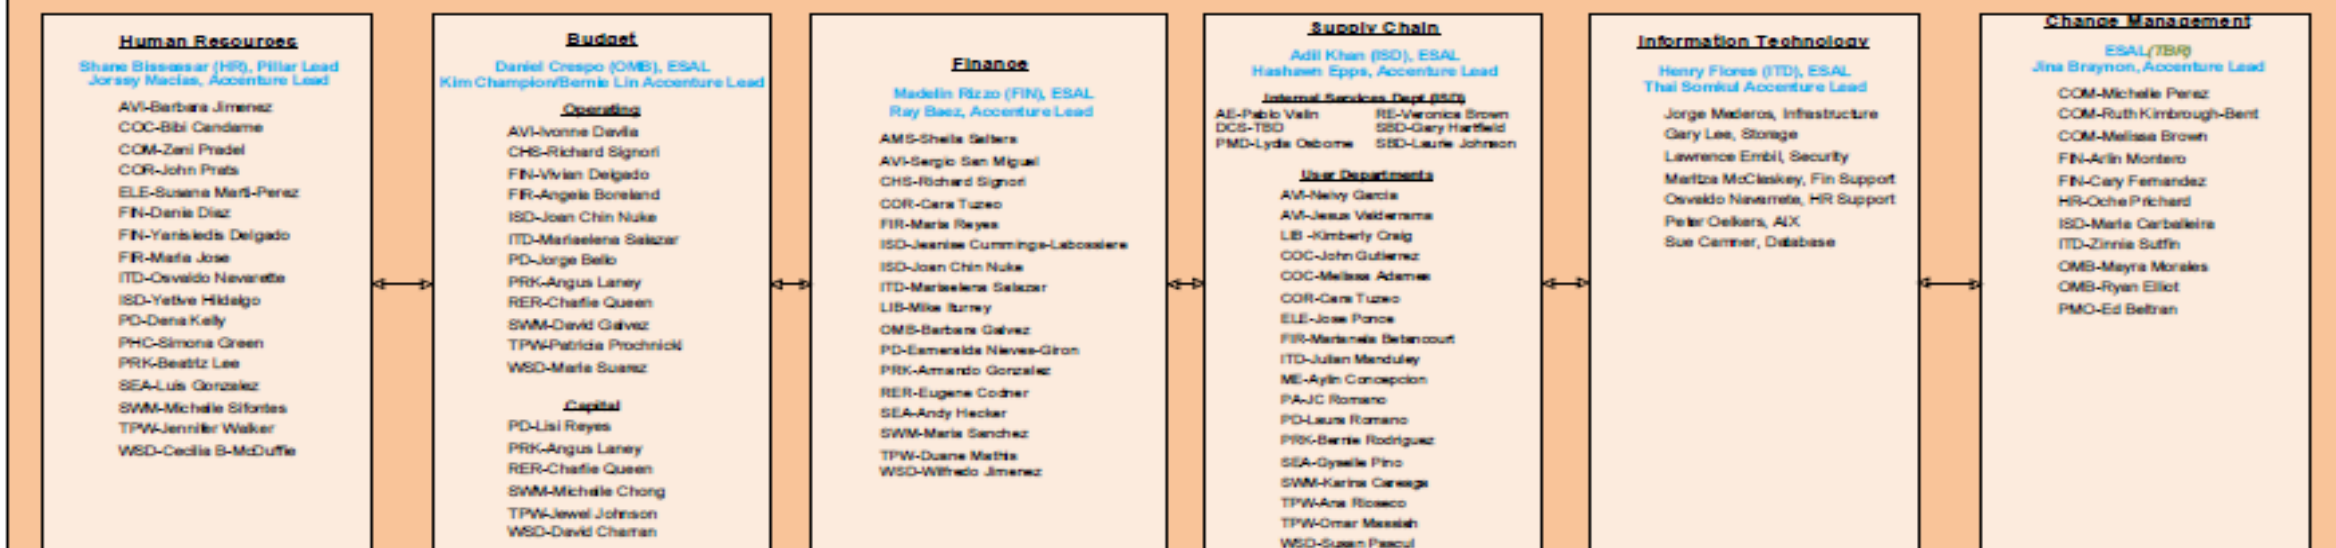 Human Resources
Shane Bissessar (HR), Pillar Lead
Jorssy Macias, Accenture Lead
AVI-Barbara Jimenez
COC-Bibi Candame
COM-Zeni Pradel
COR-John Prats
ELE-Susana Marti-Perez
FIN-Dania Diaz
FIN-Yanisledis Delgado
FIR-Maria Jose
ITD-Osvaldo Navarette
ISD-Yetive Hidalgo
PD-Dana Kelly
PHC-Simona Green
PRK-Beatriz Lee
SEA-Luis Gonzalez
SWM-Michelle Sifontes
TPW-Jennifer Walker
WSD-Cecilia B-McDuffie
Budget
Daniel Crespo (OMB), ESAL
Kim Champion/Bernie Lin Accenture Lead
Operating
AVI-Ivonne Davila
CHS-Richard Signori
FIN-Vivian Delgado
FIR-Angela Boreland
ISD-Joan Chin Nuke
ITD-Mariaelena Salazar
PD-Jorge Bello
PRK-Angus Laney
RER-Charlie Queen
SWM-David Galvez
TPW-Patricia Prochnicki
WSD-Maria Suarez
Capital
PD-Lisi Reyes
PRK-Angus Laney
RER-Charlie Queen
SWM-Michelle Chong
TPW-Jewel Johnson
WSD-David Charran
Finance
Madelin Rizzo (FIN), ESAL
Ray Baez, Accenture Lead
AMS-Sheila Salters
AVI-Sergio San Miguel
CHS-Richard Signori
COR-Cara Tuzeo
FIR-Maria Reyes
ISD-Jeanise Cummings-Labossiere
ISD-Joan Chin Nuke
ITD-Mariaelena Salazar
LIB-Mike Iturrey
OMB-Barbara Galvez
PD-Esmeralda Nieves-Giron
PRK-Armando Gonzalez
RER-Eugene Codner
SEA-Andy Hecker
SWM-Maria Sanchez
TPW-Duane Mathis
WSD-Wilfredo Jimenez
Supply Chain
Adil Khan (ISD), ESAL
Hashawn Epps, Accenture Lead
Internal Services Dept (ISD)
AE-Pablo Valin RE-Veronica Brown
DCS-TBD SBD-Gary Hartfield
PMD-Lydia Osborne SBD-Laurie Johnson
User Departments
AVI-Neivy Garcia
AVI-Jesus Valderrama
LIB -Kimberly Craig
COC-John Gutierrez
COC-Melissa Adames
COR-Cara Tuzeo
ELE-Jose Ponce
FIR-Marianela Betancourt
ITD-Julian Manduley
ME-Aylin Concepcion
PA-JC Romano
PD-Laura Romano
PRK-Bernie Rodriguez
SEA-Gyselle Pino
SWM-Karina Careaga
TPW-Ana Rioseco
TPW-Omar Massiah
WSD-Susan Pascul
Information Technology
Henry Flores (ITD), ESAL
Thai Somkul Accenture Lead
Jorge Mederos, Infrastructure
Gary Lee, Storage
Lawrence Embil, Security
Maritza McClaskey, Fin Support
Osvaldo Navarrete, HR Support
Peter Oelkers, AIX
Sue Camner, Database
Change Management
ESAL(TBR)
Jina Braynon, Accenture Lead
COM-Michelle Perez
COM-Ruth Kimbrough-Bent
COM-Melissa Brown
FIN-Arlin Montero
FIN-Cary Fernandez
HR-Oche Prichard
ISD-Marla Carballeira
ITD-Zinnia Sutfin
OMB-Mayra Morales
OMB-Ryan Elliot
PMO-Ed Beltran